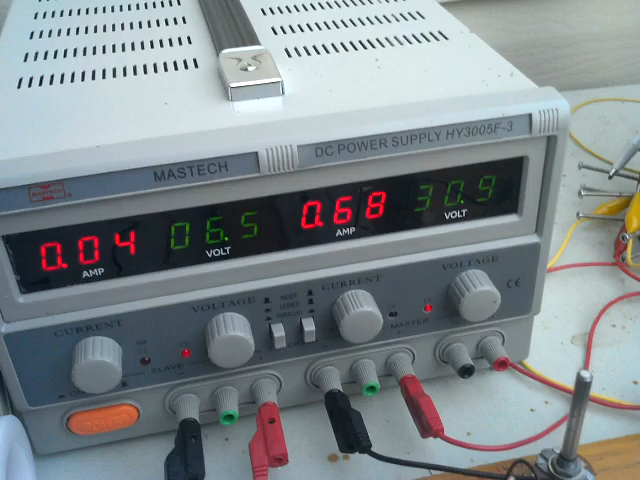 MASTECH
DC POWER SUPPLY HY3005F-3
0.04 06.5 0.68 30.9
AMP VOLT AMP VOLT
CURRENT VOLTAGE CURRENT VOLTAGE
SLAVE MASTER
CE